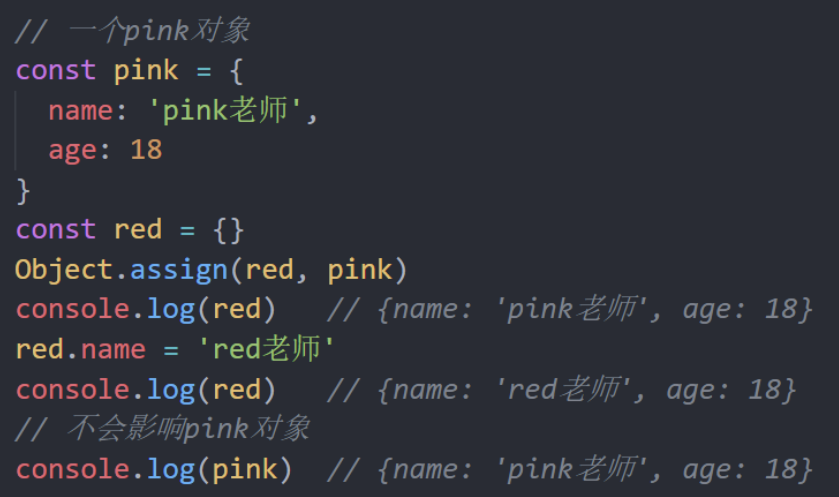 // 一个pink对象
const pink = {
  name: 'pink老师',
  age: 18
}
const red = {}
Object.assign(red, pink)
console.log(red)   // {name: 'pink老师', age: 18}
red.name = 'red老师'
console.log(red)   // {name: 'red老师', age: 18}
// 不会影响pink对象
console.log(pink)  // {name: 'pink老师', age: 18}